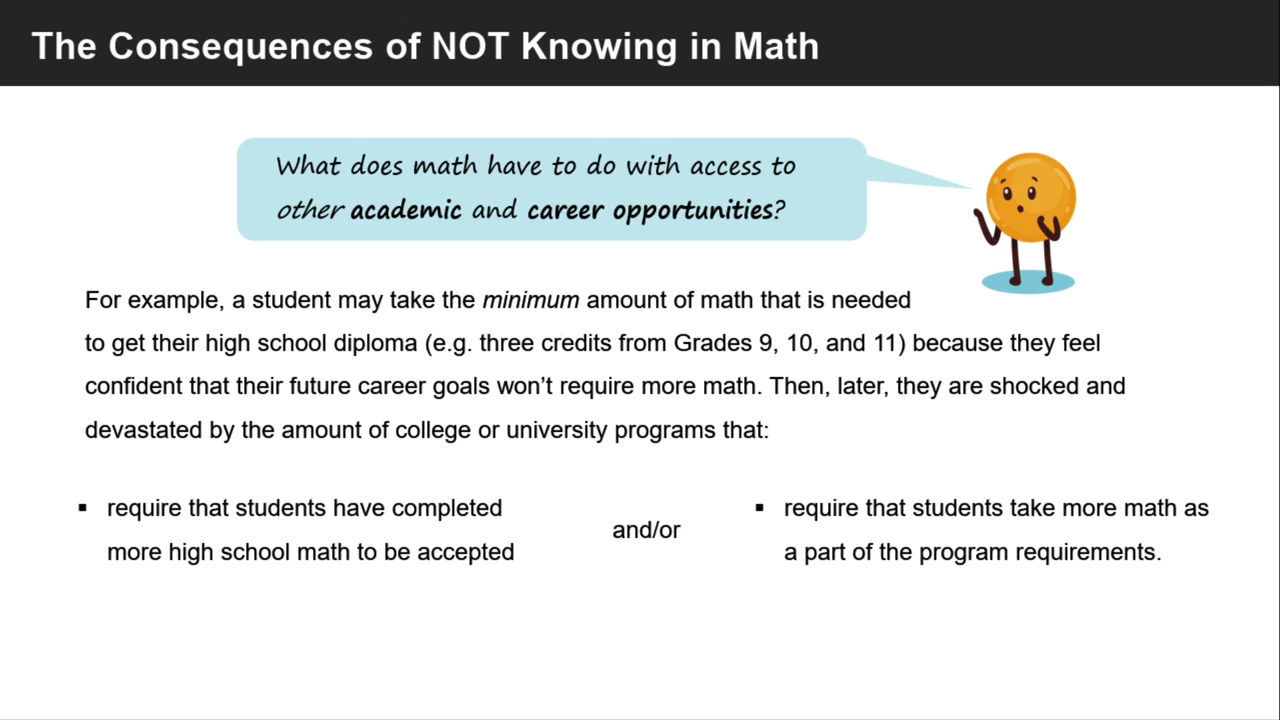 The Consequences of NOT Knowing in Math
What does math have to do with access to
other academic and career opportunities?
For example, a student may take the minimum amount of math that is needed
to get their high school diploma (e.g. three credits from Grades 9, 10, and 11) because they feel
confident that their future career goals won’t require more math. Then, later, they are shocked and
devastated by the amount of college or university programs that:
▪ require that students have completed
more high school math to be accepted
and/or
▪ require that students take more math as
a part of the program requirements.